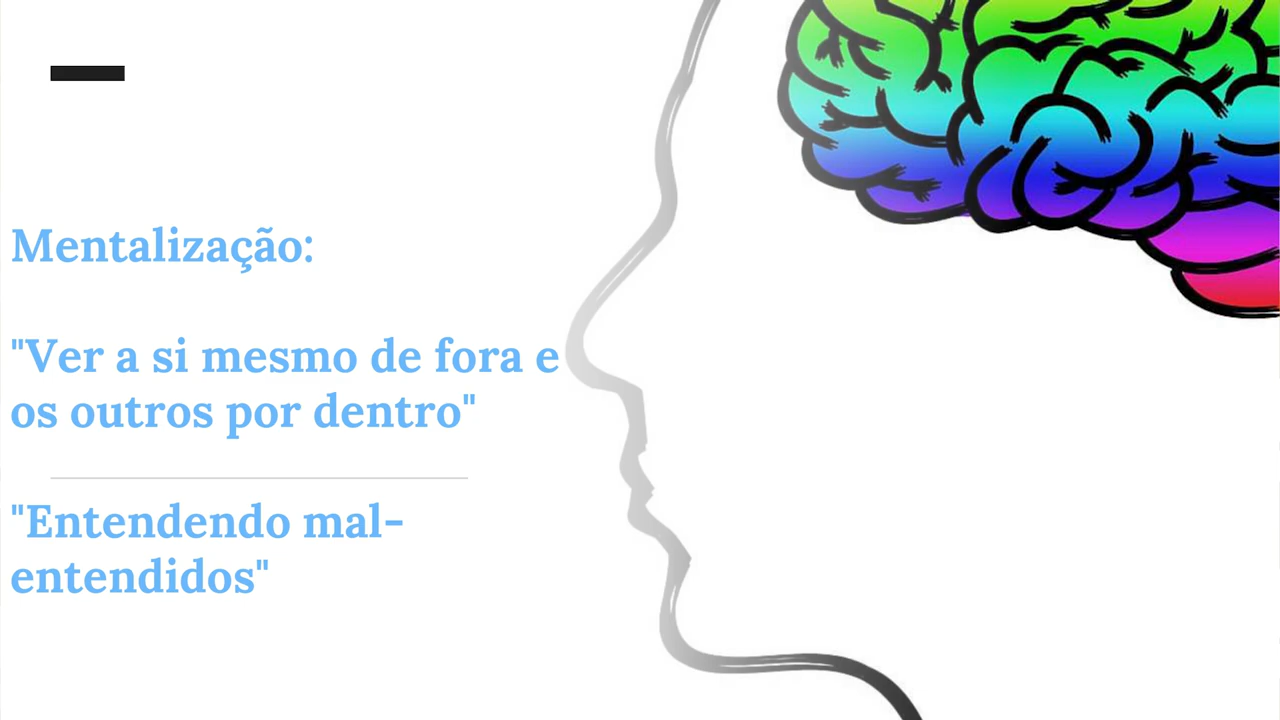 Mentalização:
"Ver a si mesmo de fora e
os outros por dentro"
"Entendendo mal-
entendidos"